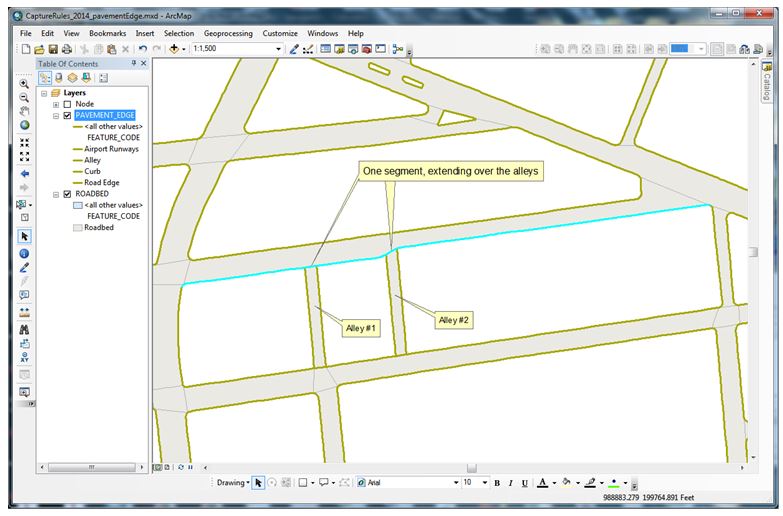 CaptureRules_2014_pavementEdge.mxd - ArcMap
File Edit View Bookmarks Insert Selection Geoprocessing Customize Windows Help
1:1,500
Table Of Contents
Layers
Node
PAVEMENT_EDGE
<all other values>
FEATURE_CODE
Airport Runways
Alley
Curb
Road Edge
ROADBED
<all other values>
FEATURE_CODE
Roadbed
One segment, extending over the alleys
Alley #1
Alley #2
Catalog
Drawing
Arial
10
B I U A
988883.279 199764.891 Feet